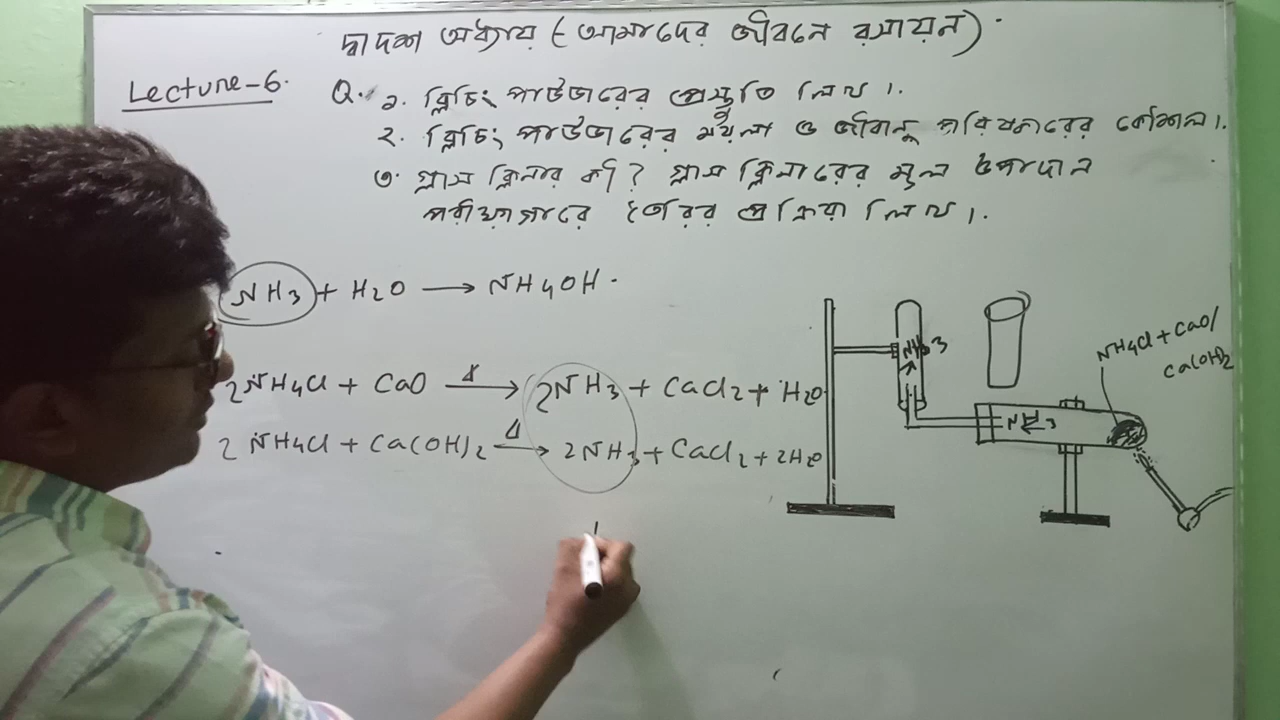 দ্বাদশ অধ্যায় (আমাদের জীবনে রসায়ন).
Lecture-6.
Q. ১. ব্লিচিং পাউডারের প্রস্তুতি লিখ।
২. ব্লিচিং পাউডারের ময়লা ও জীবানু পরিষ্কারের কৌশল।
৩. গ্লাস ক্লিনার কী? গ্লাস ক্লিনারের মূল উপাদান
পরীক্ষাগারে তৈরির প্রক্রিয়া লিখ।
NH3 + H2O ⟶ NH4OH.
2NH4Cl + CaO —Δ→ 2NH3 + CaCl2 + H2O
2NH4Cl + Ca(OH)2 —Δ→ 2NH3 + CaCl2 + 2H2O
NH3
NH3
NH4Cl + CaO/
Ca(OH)2